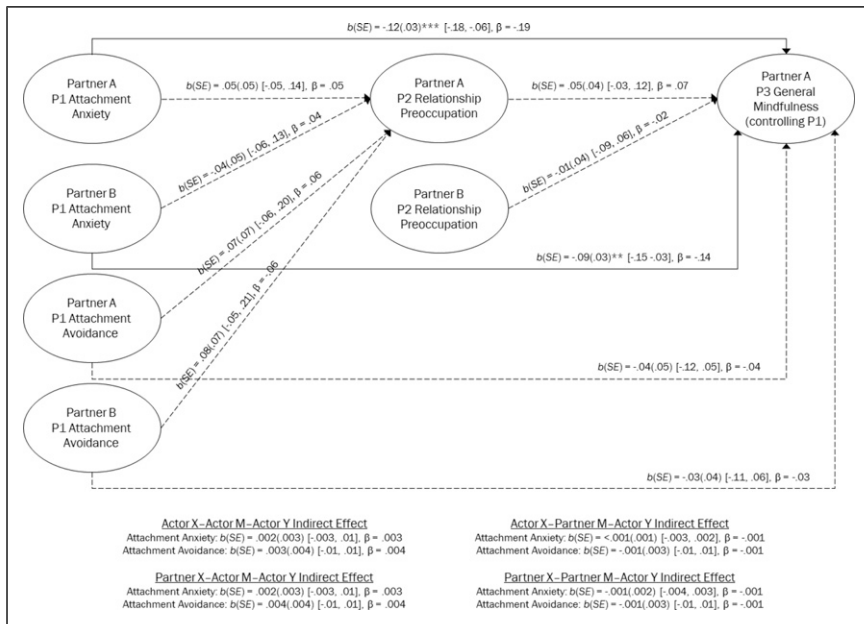 b(SE) = -.12(.03)*** [-.18, -.06], β = -.19
Partner A
P1 Attachment
Anxiety
b(SE) = .05(.05) [-.05, .14], β = .05
Partner A
P2 Relationship
Preoccupation
b(SE) = .05(.04) [-.03, .12], β = .07
Partner A
P3 General
Mindfulness
(controlling P1)
b(SE) = -.04(.05) [-.06, .13], β = .04
b(SE) = -.01(.04) [-.09, .06], β = -.02
Partner B
P1 Attachment
Anxiety
Partner B
P2 Relationship
Preoccupation
b(SE) = .07(.07) [-.06, .20], β = .06
b(SE) = -.09(.03)** [-.15 -.03], β = -.14
Partner A
P1 Attachment
Avoidance
b(SE) = .08(.07) [-.05, .21], β = -.06
b(SE) = -.04(.05) [-.12, .05], β = -.04
Partner B
P1 Attachment
Avoidance
b(SE) = -.03(.04) [-.11, .06], β = -.03
Actor X–Actor M–Actor Y Indirect Effect
Attachment Anxiety: b(SE) = .002(.003) [-.003, .01], β = .003
Attachment Avoidance: b(SE) = .003(.004) [-.01, .01], β = .004
Actor X–Partner M–Actor Y Indirect Effect
Attachment Anxiety: b(SE) = <.001(.001) [-.003, .002], β = -.001
Attachment Avoidance: b(SE) = -.001(.003) [-.01, .01], β = -.001
Partner X–Actor M–Actor Y Indirect Effect
Attachment Anxiety: b(SE) = .002(.003) [-.003, .01], β = .003
Attachment Avoidance: b(SE) = .004(.004) [-.01, .01], β = .004
Partner X–Partner M–Actor Y Indirect Effect
Attachment Anxiety: b(SE) = -.001(.002) [-.004, .003], β = -.001
Attachment Avoidance: b(SE) = -.001(.003) [-.01, .01], β = -.001